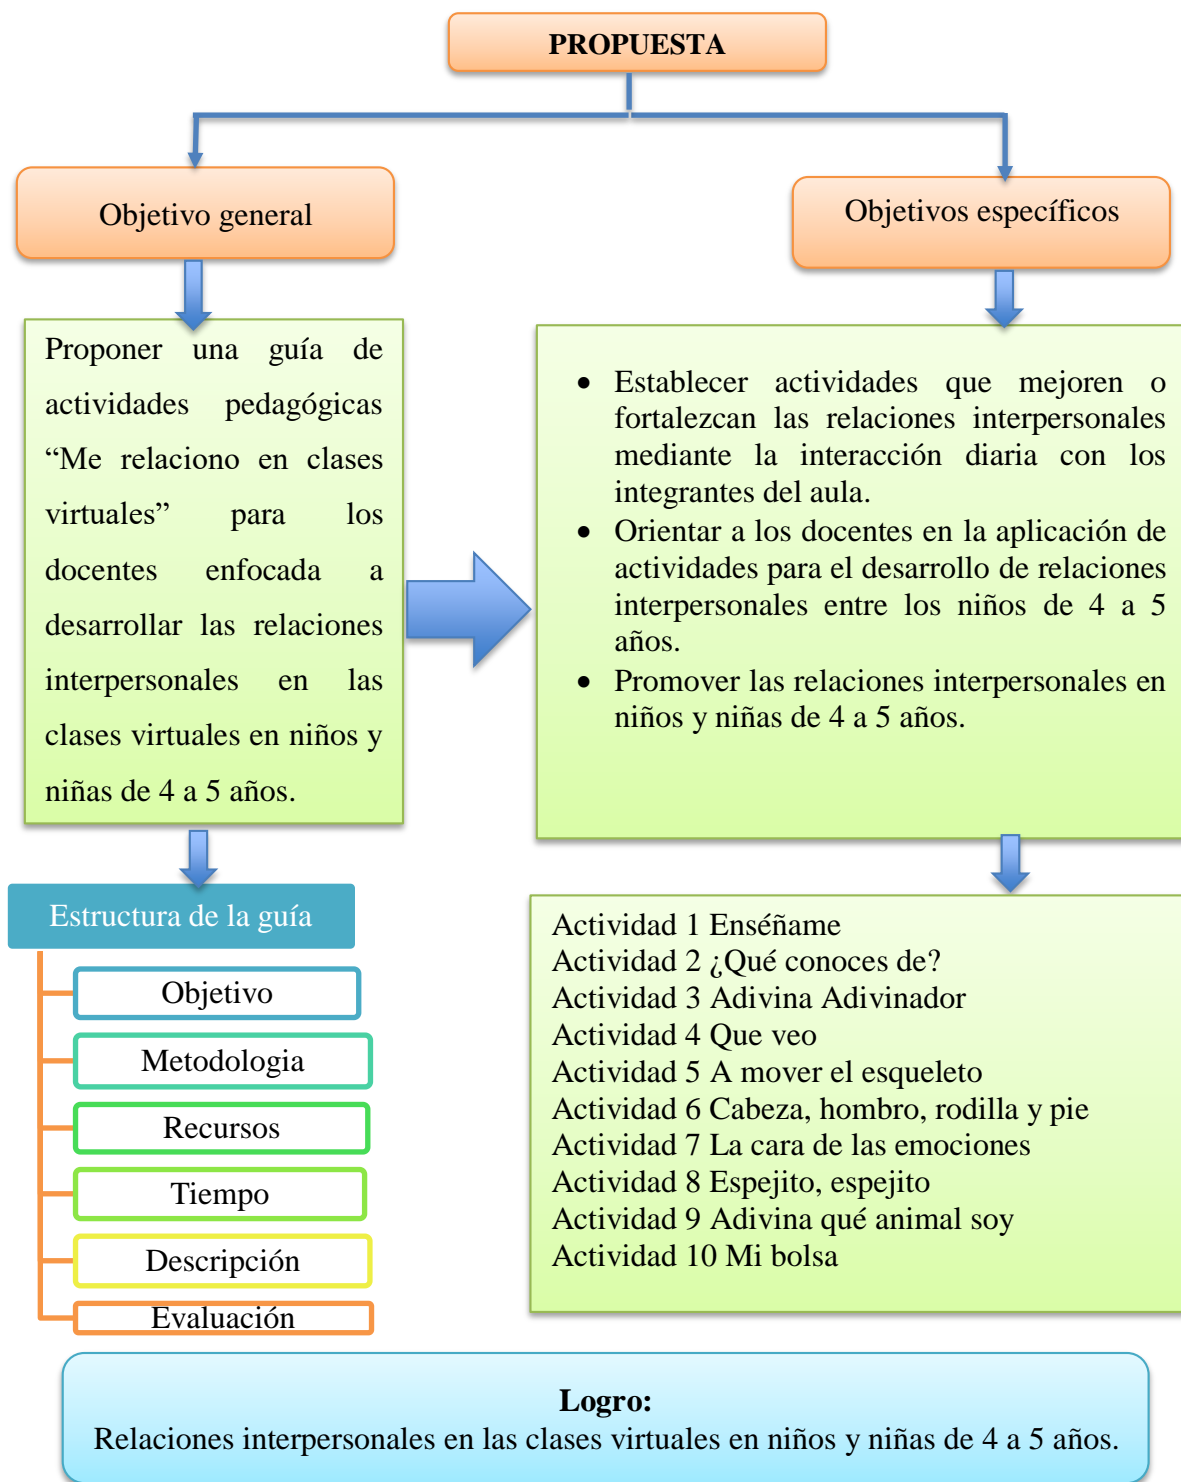 PROPUESTA
Objetivo general
Objetivos específicos
Proponer una guía de
actividades pedagógicas
“Me relaciono en clases
virtuales” para los
docentes enfocada a
desarrollar las relaciones
interpersonales en las
clases virtuales en niños y
niñas de 4 a 5 años.
• Establecer actividades que mejoren o
fortalezcan las relaciones interpersonales
mediante la interacción diaria con los
integrantes del aula.
• Orientar a los docentes en la aplicación de
actividades para el desarrollo de relaciones
interpersonales entre los niños de 4 a 5
años.
• Promover las relaciones interpersonales en
niños y niñas de 4 a 5 años.
Estructura de la guía
Objetivo
Metodologia
Recursos
Tiempo
Descripción
Evaluación
Actividad 1 Enséñame
Actividad 2 ¿Qué conoces de?
Actividad 3 Adivina Adivinador
Actividad 4 Que veo
Actividad 5 A mover el esqueleto
Actividad 6 Cabeza, hombro, rodilla y pie
Actividad 7 La cara de las emociones
Actividad 8 Espejito, espejito
Actividad 9 Adivina qué animal soy
Actividad 10 Mi bolsa
Logro:
Relaciones interpersonales en las clases virtuales en niños y niñas de 4 a 5 años.